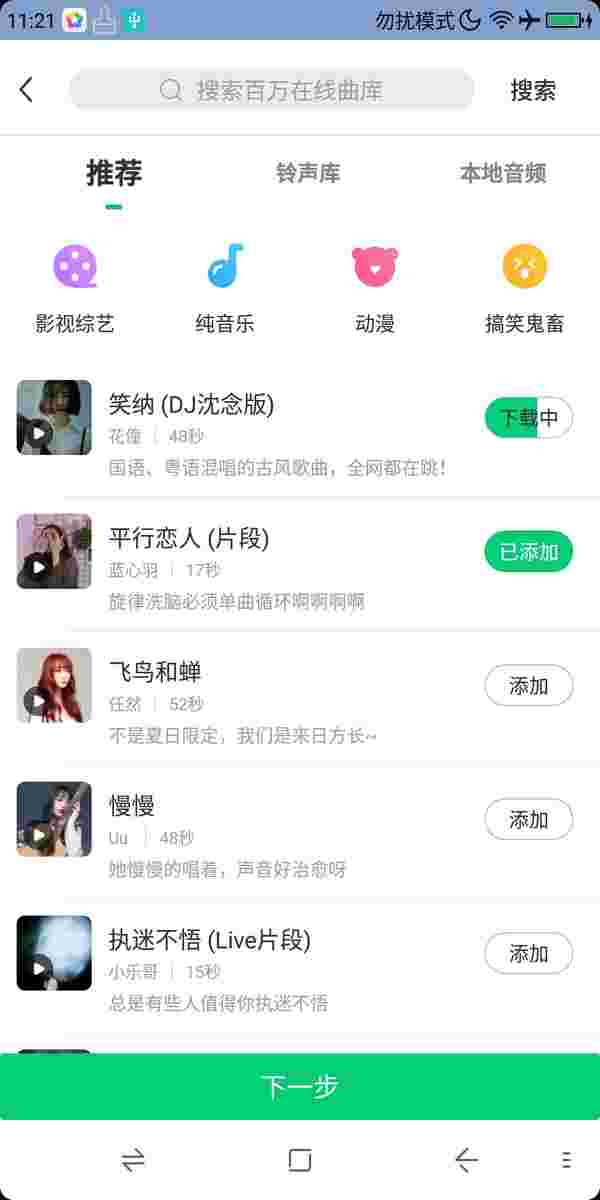 11:21 勿扰模式
搜索百万在线曲库 搜索
推荐 铃声库 本地音频
影视综艺 纯音乐 动漫 搞笑鬼畜
笑纳 (DJ沈念版)
花僮 | 48秒
下载中
国语、粤语混唱的古风歌曲，全网都在跳！
平行恋人 (片段)
蓝心羽 | 17秒
已添加
旋律洗脑必须单曲循环啊啊啊啊
飞鸟和蝉
任然 | 52秒
添加
不是夏日限定，我们是来日方长~
慢慢
Uu | 48秒
添加
她慢慢的唱着，声音好治愈呀
执迷不悟 (Live片段)
小乐哥 | 15秒
添加
总是有些人值得你执迷不悟
下一步